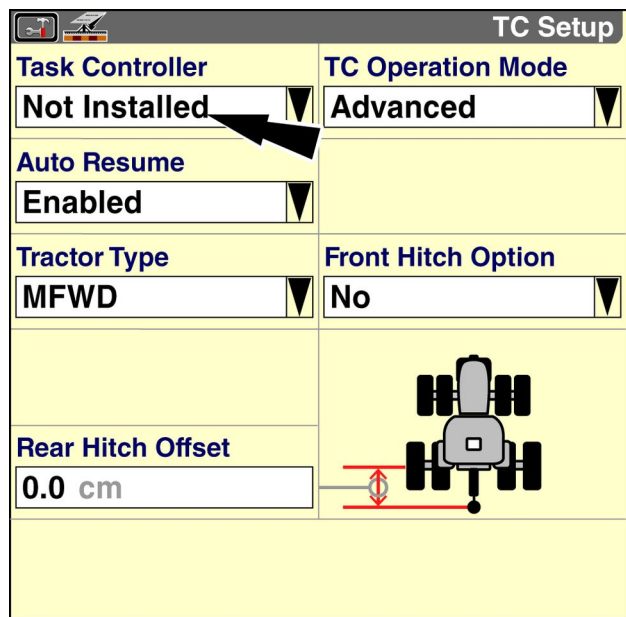 TC Setup
Task Controller
Not Installed
TC Operation Mode
Advanced
Auto Resume
Enabled
Tractor Type
MFWD
Front Hitch Option
No
Rear Hitch Offset
0.0 cm